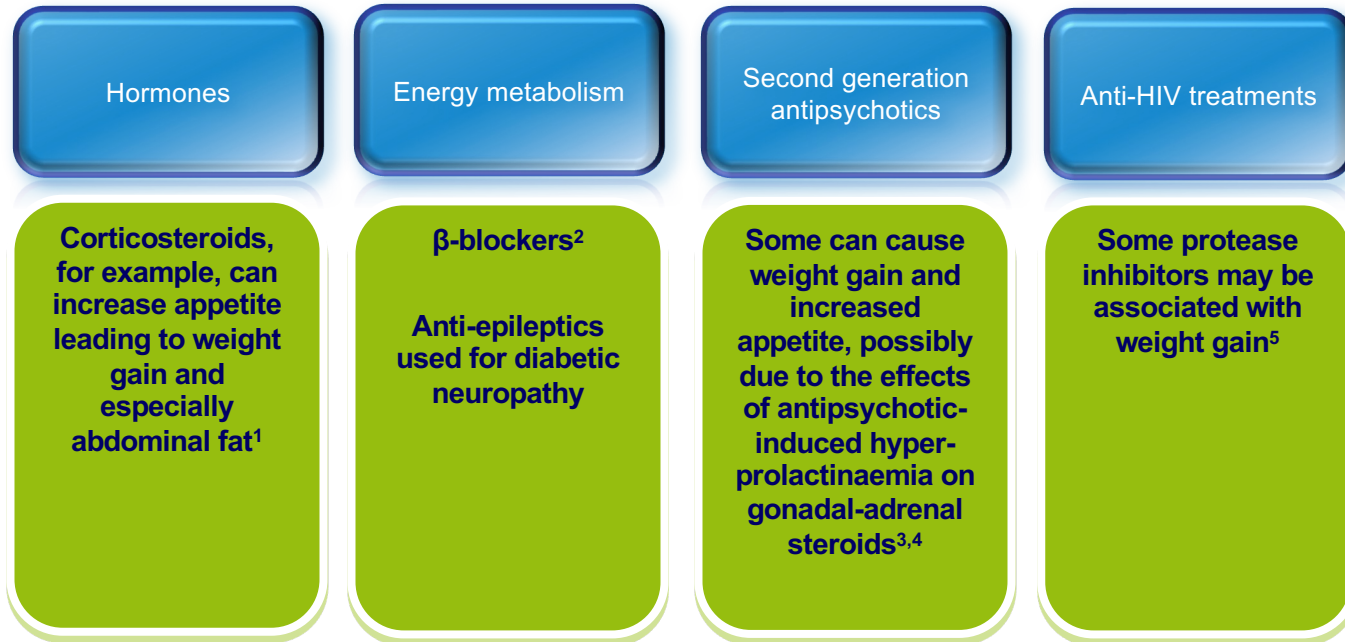 Hormones
Corticosteroids,
for example, can
increase appetite
leading to weight
gain and
especially
abdominal fat¹
Energy metabolism
β-blockers²
Anti-epileptics
used for diabetic
neuropathy
Second generation
antipsychotics
Some can cause
weight gain and
increased
appetite, possibly
due to the effects
of antipsychotic-
induced hyper-
prolactinaemia on
gonadal-adrenal
steroids³,⁴
Anti-HIV treatments
Some protease
inhibitors may be
associated with
weight gain⁵